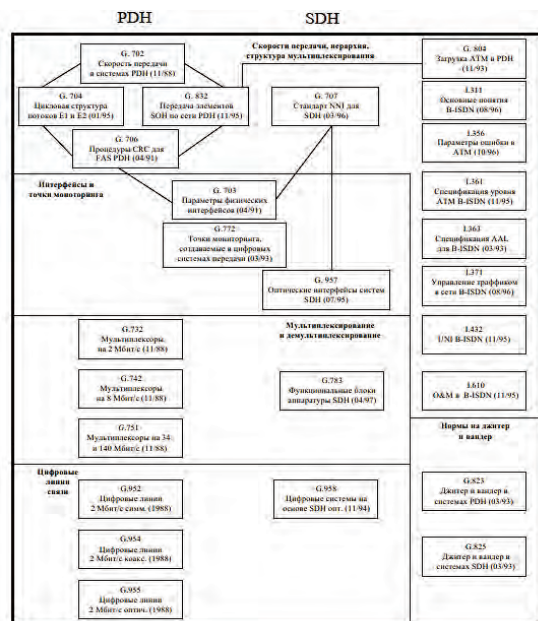 PDH
SDH
G. 702
Скорость передачи
в системах PDH (11/88)
Скорости передачи, иерархия,
структура мультиплексирования
G. 804
Загрузка ATM в PDH
(11/93)
G. 704
Цикловая структура
потоков E1 и E2 (01/95)
G. 832
Передача элементов
SOH по сети PDH (11/95)
G. 707
Стандарт NNI для
SDH (03/96)
I.311
Основные понятия
B-ISDN (08/96)
G. 706
Процедуры CRC для
FAS PDH (04/91)
I.356
Параметры ошибки в
ATM (10/96)
Интерфейсы и
точки моноторинга
G. 703
Параметры физических
интерфейсов (04/91)
I.361
Спецификация уровня
ATM B-ISDN (11/95)
G.772
Точки мониторинга,
создаваемые в цифровых
системах передачи (03/93)
I.363
Спецификация AAL
для B-ISDN (03/93)
G. 957
Оптические интерфейсы систем
SDH (07/95)
I.371
Управление траффиком
в сети B-ISDN (08/96)
G.732
Мультиплексоры
на 2 Мбит/с (11/88)
Мультиплексирование
и демультиплексирование
I.432
UNI B-ISDN (11/95)
G.742
Мультиплексоры
на 8 Мбит/с (11/88)
G.783
Функциональные блоки
аппаратуры SDH (04/97)
I.610
O&M в B-ISDN (11/95)
G.751
Мультиплексоры на 34
и 140 Мбит/с (11/88)
Нормы на джитер
и вандер
Цифровые
линии
связи
G.952
Цифровые линии
2 Мбит/с симм. (1988)
G.958
Цифровые системы на
основе SDH опт. (11/94)
G.823
Джитер и вандер в
системах PDH (03/93)
G.954
Цифровые линии
2 Мбит/с коакс. (1988)
G.825
Джитер и вандер в
системах SDH (03/93)
G.955
Цифровые линии
2 Мбит/с оптич. (1988)